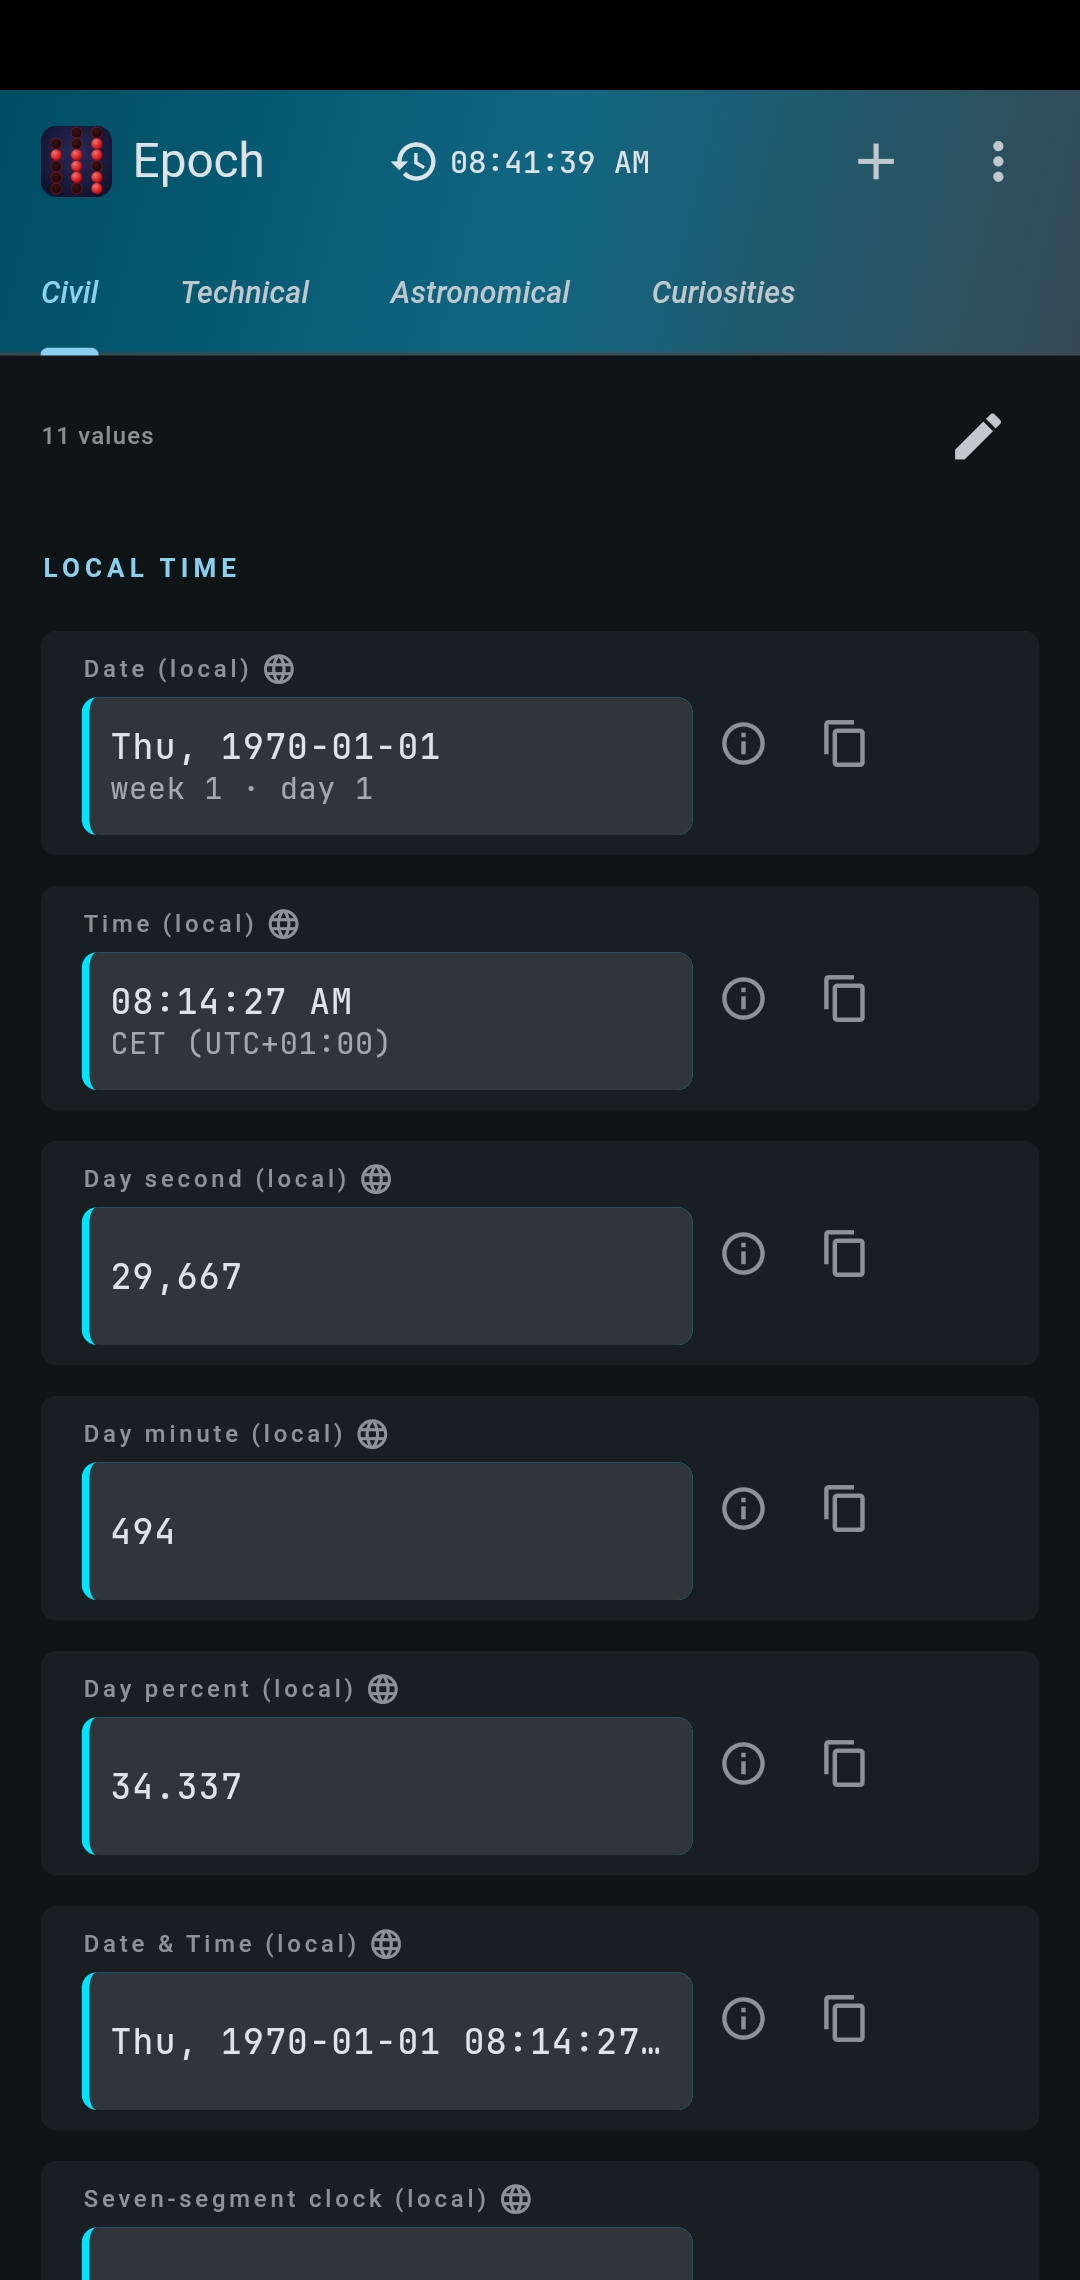 Epoch
08:41:39 AM
Civil
Technical
Astronomical
Curiosities
11 values
LOCAL TIME
Date (local)
Thu, 1970-01-01
week 1 · day 1
Time (local)
08:14:27 AM
CET (UTC+01:00)
Day second (local)
29,667
Day minute (local)
494
Day percent (local)
34.337
Date & Time (local)
Thu, 1970-01-01 08:14:27…
Seven-segment clock (local)